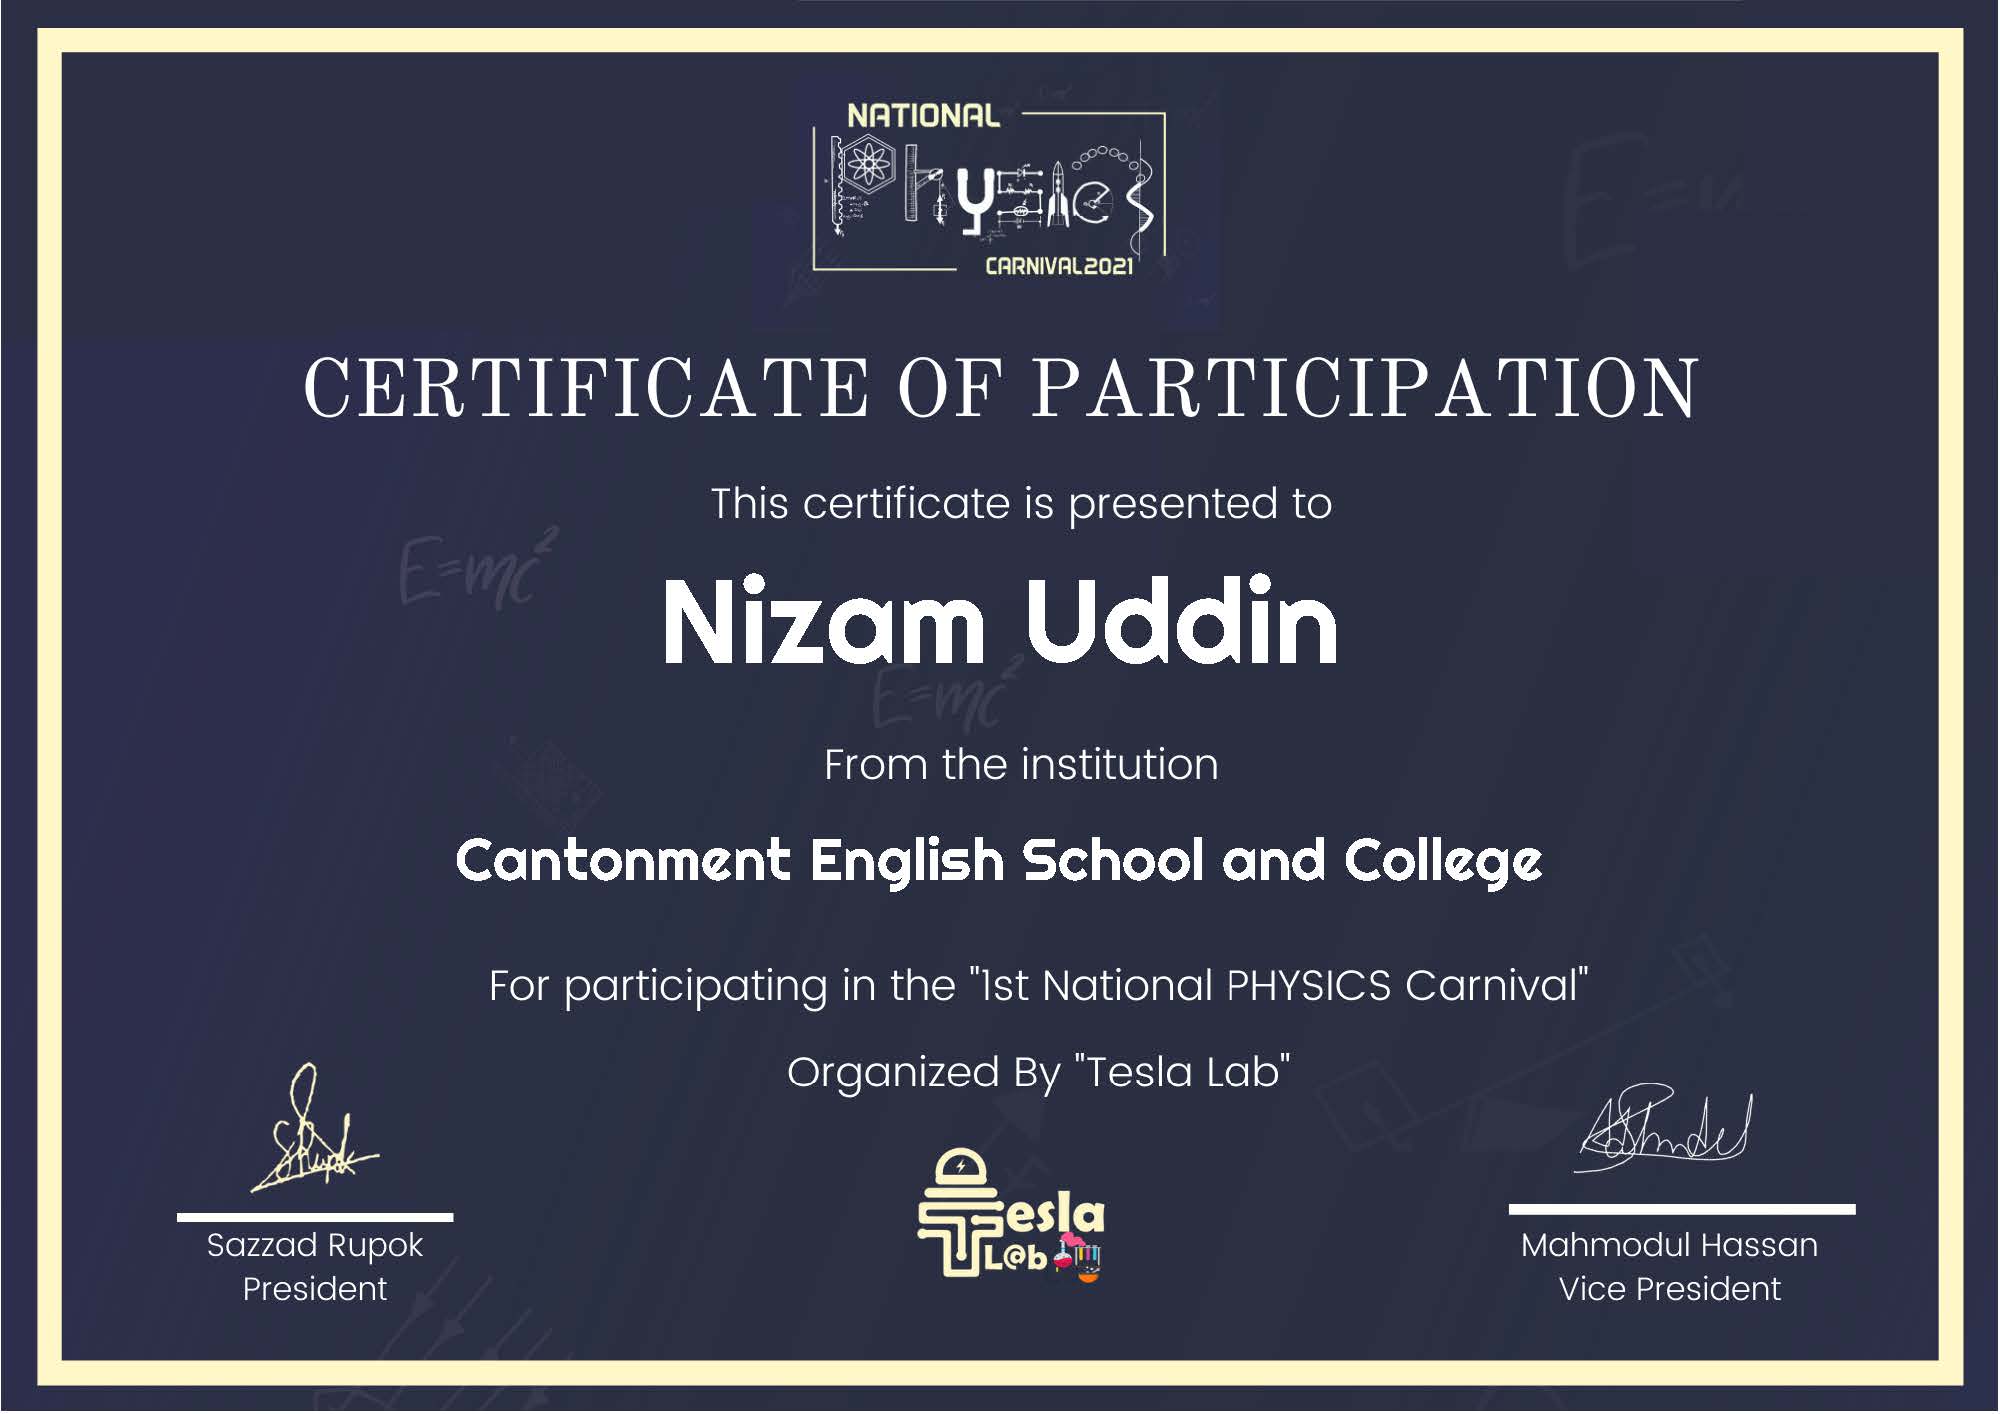 NATIONAL
Physics
CARNIVAL2021
CERTIFICATE OF PARTICIPATION
This certificate is presented to
E=mc²
Nizam Uddin
E=mc²
From the institution
Cantonment English School and College
For participating in the "1st National PHYSICS Carnival"
Organized By "Tesla Lab"
Tesla
L@b
Sazzad Rupok
President
Mahmodul Hassan
Vice President